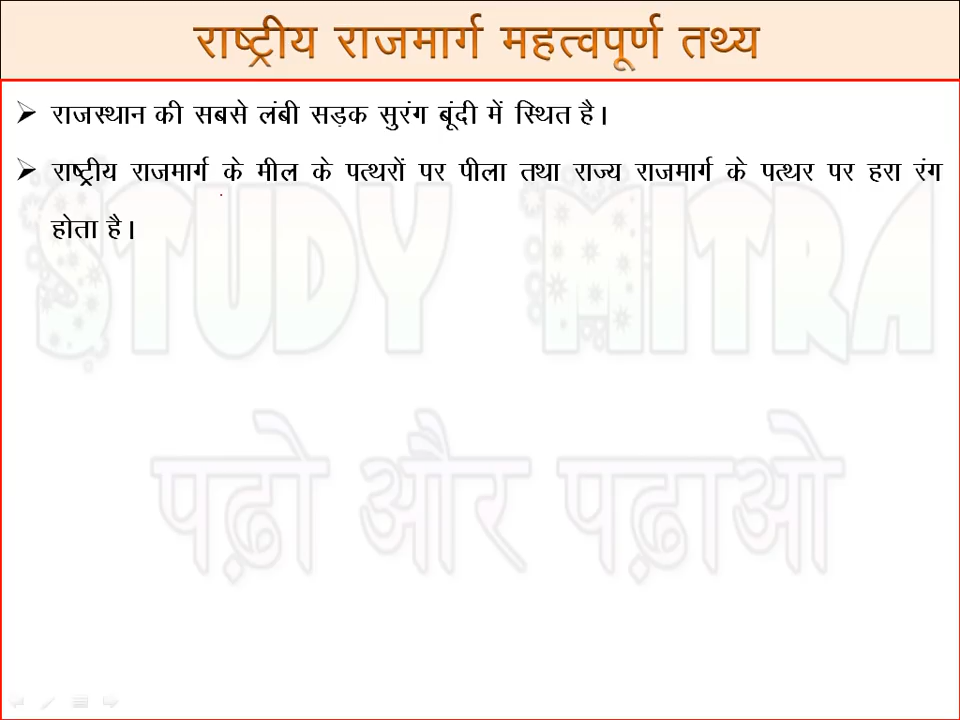 राष्ट्रीय राजमार्ग महत्वपूर्ण तथ्य
➢ राजस्थान की सबसे लंबी सड़क सुरंग बूंदी में स्थित है।
➢ राष्ट्रीय राजमार्ग के मील के पत्थरों पर पीला तथा राज्य राजमार्ग के पत्थर पर हरा रंग
होता है।
STUDY MITRA
पढ़ो और पढ़ाओ